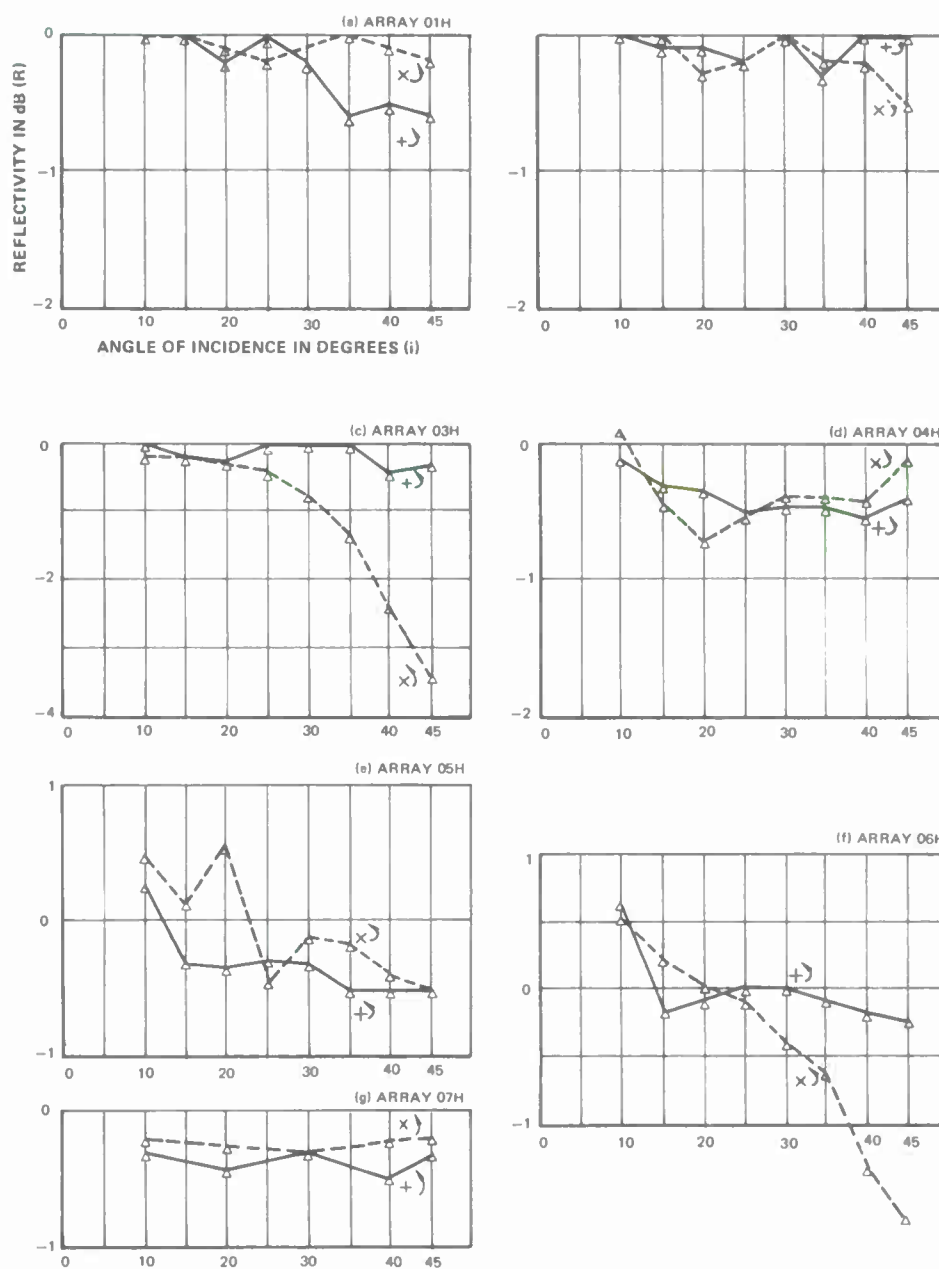 (a) ARRAY 01H
REFLECTIVITY IN dB (R)
0
-1
-2
×
+
0 10 20 30 40 45
ANGLE OF INCIDENCE IN DEGREES (i)
0
-1
-2
+
×
0 10 20 30 40 45
(c) ARRAY 03H
0
-2
-4
+
×
0 10 20 30 40 45
(d) ARRAY 04H
0
-1
-2
×
+
0 10 20 30 40 45
(e) ARRAY 05H
1
0
-1
×
+
0 10 20 30 40 45
(f) ARRAY 06H
1
0
-1
+
×
0 10 20 30 40 45
(g) ARRAY 07H
0
-1
×
+
0 10 20 30 40 45